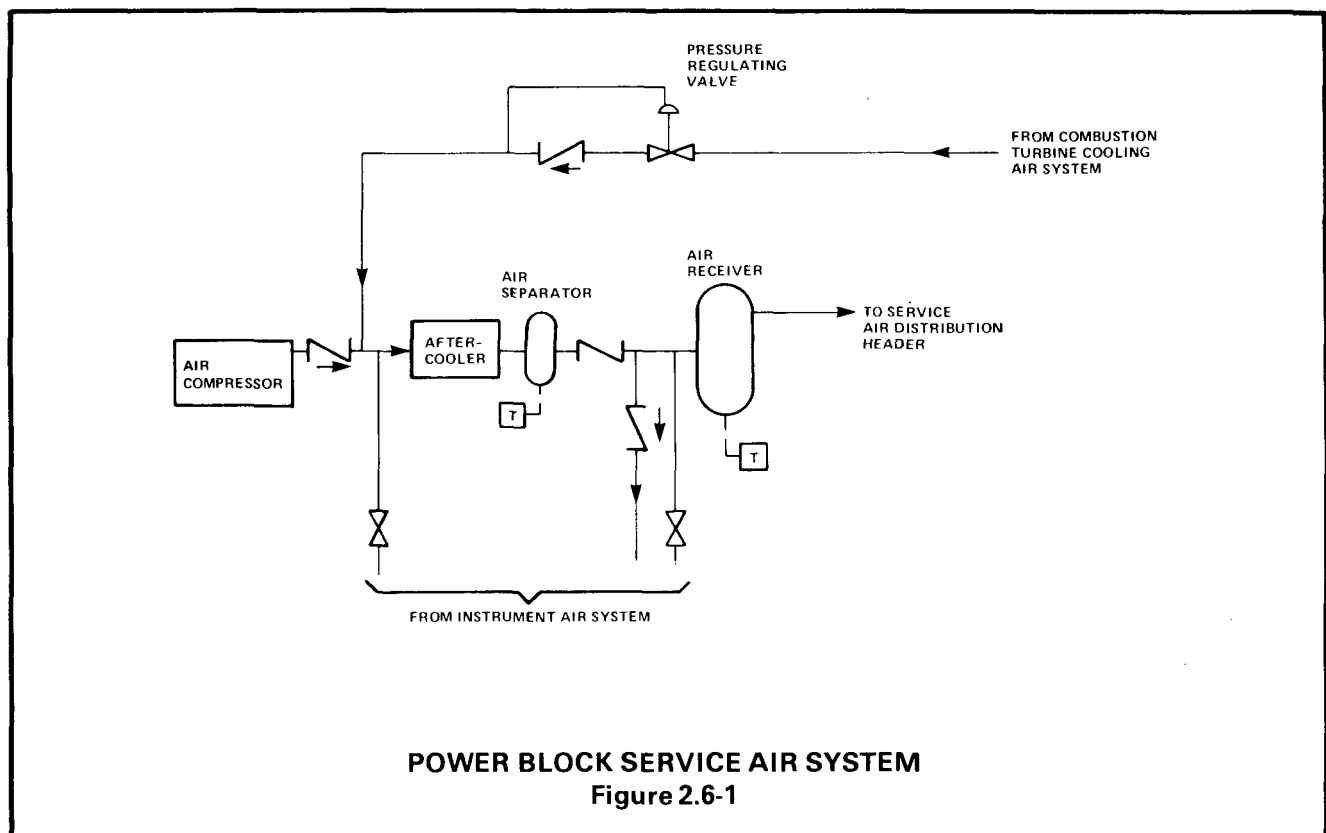 PRESSURE
REGULATING
VALVE
FROM COMBUSTION
TURBINE COOLING
AIR SYSTEM
AIR
RECEIVER
AIR
SEPARATOR
TO SERVICE
AIR DISTRIBUTION
HEADER
AFTER-
COOLER
AIR
COMPRESSOR
T
T
FROM INSTRUMENT AIR SYSTEM
POWER BLOCK SERVICE AIR SYSTEM
Figure 2.6-1